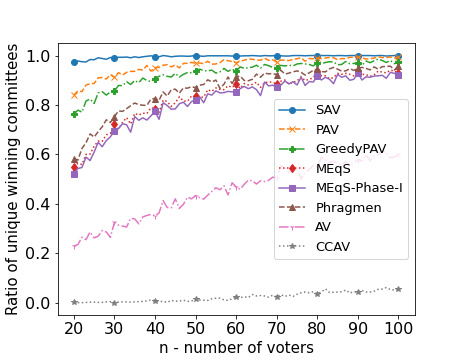 Ratio of unique winning committees
1.0
0.8
0.6
0.4
0.2
0.0
SAV
PAV
GreedyPAV
MEqS
MEqS-Phase-I
Phragmen
AV
CCAV
20 30 40 50 60 70 80 90 100
n - number of voters